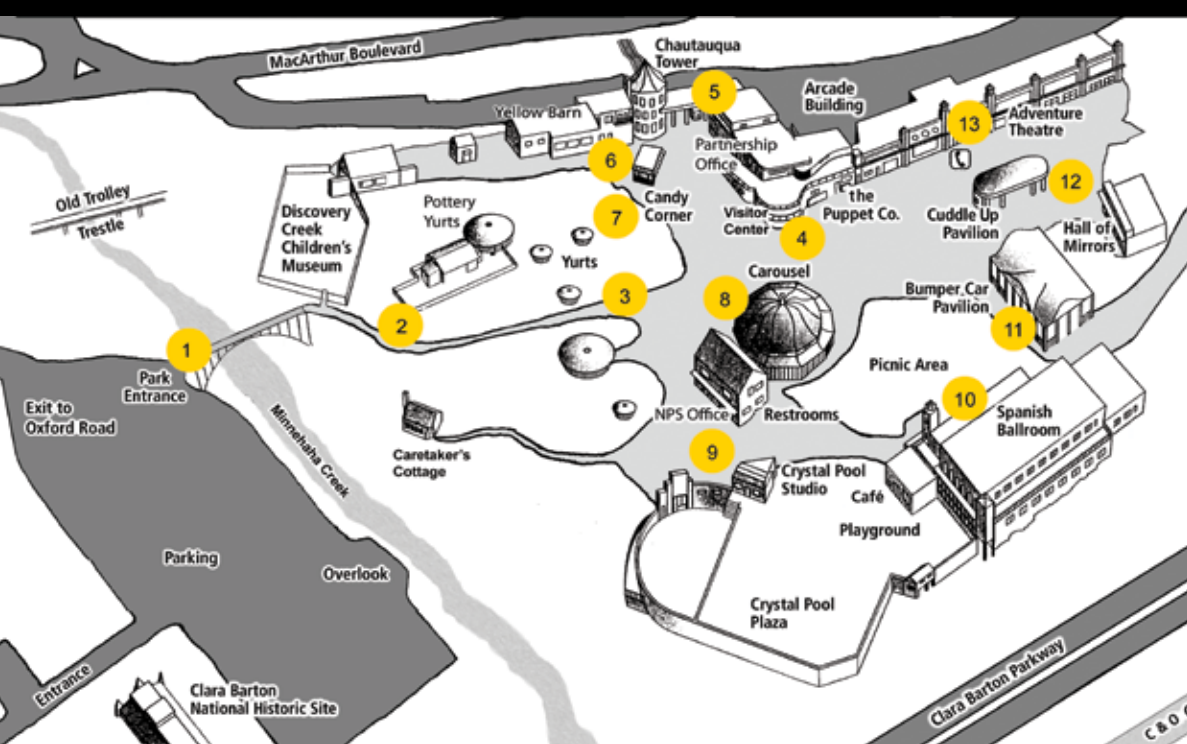 MacArthur Boulevard
Chautauqua
Tower
5
Arcade
Building
Yellow Barn
13
Adventure
Theatre
Partnership
Office
6
12
Old Trolley
Trestle
Discovery
Creek
Children's
Museum
Pottery
Yurts
Candy
Corner
7
Visitor
Center
the
Puppet Co.
4
Cuddle Up
Pavilion
Hall of
Mirrors
Yurts
Carousel
3
8
Bumper Car
Pavilion
2
11
1
Park
Entrance
Picnic Area
10
Exit to
Oxford Road
NPS Office
Restrooms
Spanish
Ballroom
Minnehaha Creek
Caretaker's
Cottage
9
Crystal Pool
Studio
Café
Playground
Parking
Overlook
Crystal Pool
Plaza
Entrance
Clara Barton
National Historic Site
Clara Barton Parkway
C & O